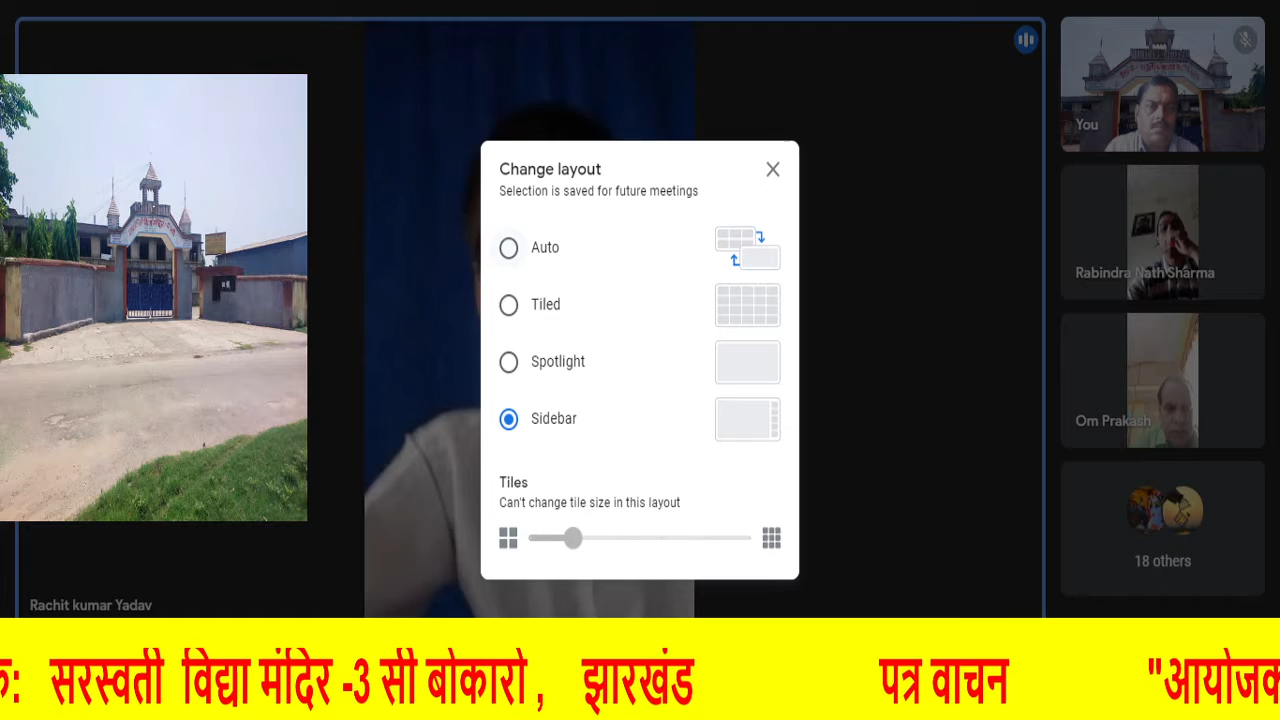 Change layout
Selection is saved for future meetings
Auto
Tiled
Spotlight
Sidebar
Tiles
Can't change tile size in this layout
You
Rabindra Nath Sharma
Om Prakash
18 others
Rachit kumar Yadav
सरस्वती विद्या मंदिर -3 सी बोकारो , झारखंड पत्र वाचन "आयोजक